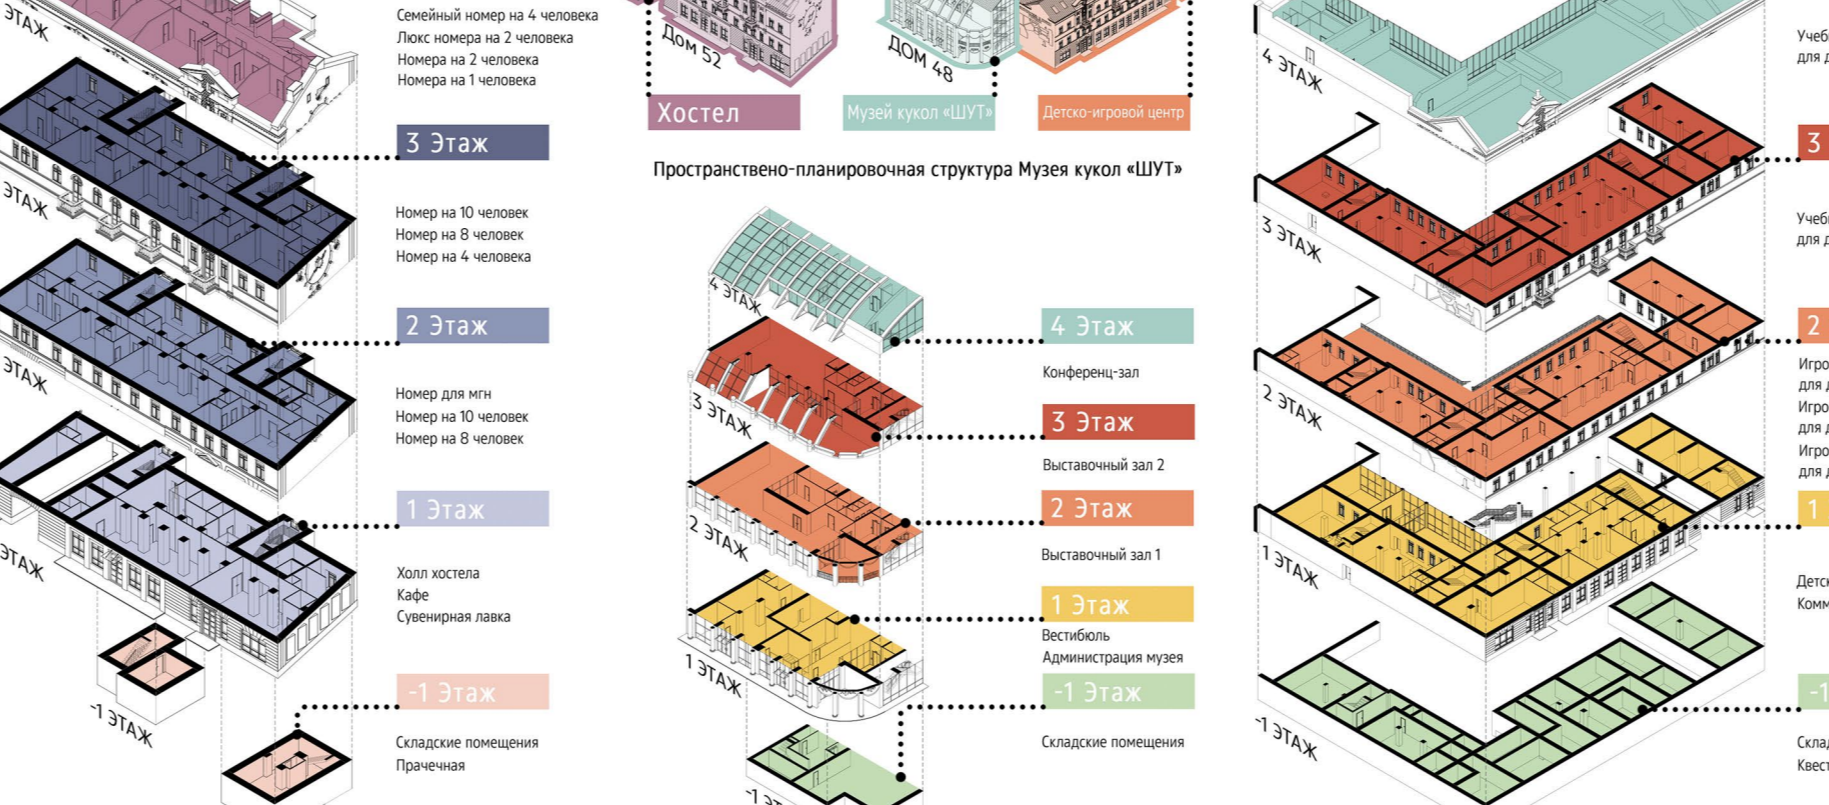 ЭТАЖ
Семейный номер на 4 человека
Люкс номера на 2 человека
Номера на 2 человека
Номера на 1 человека
3 Этаж
ЭТАЖ
Номер на 10 человек
Номер на 8 человек
Номер на 4 человека
2 Этаж
ЭТАЖ
Номер для мгн
Номер на 10 человек
Номер на 8 человек
1 Этаж
ЭТАЖ
Холл хостела
Кафе
Сувенирная лавка
-1 Этаж
-1 ЭТАЖ
Складские помещения
Прачечная
Дом 52
ДОМ 48
Хостел
Музей кукол «ШУТ»
Детско-игровой центр
Пространствено-планировочная структура Музея кукол «ШУТ»
4 ЭТАЖ
4 Этаж
Конференц-зал
3 ЭТАЖ
3 Этаж
Выставочный зал 2
2 ЭТАЖ
2 Этаж
Выставочный зал 1
1 ЭТАЖ
1 Этаж
Вестибюль
Администрация музея
-1 Этаж
Складские помещения
4 ЭТАЖ
3
3 ЭТАЖ
2
2 ЭТАЖ
1
1 ЭТАЖ
-1
-1 ЭТАЖ